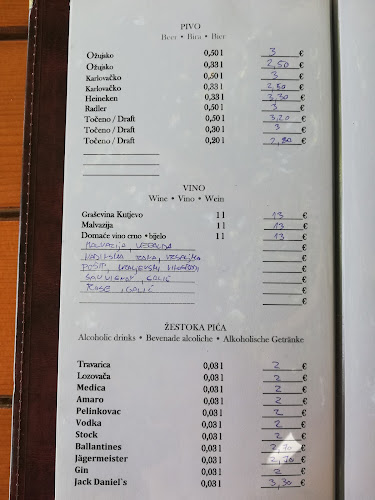 PIVO
Beer • Bira • Bier
Ožujsko 0,50 l 3 €
Ožujsko 0,33 l 2,50 €
Karlovačko 0,50 l 3 €
Karlovačko 0,33 l 2,50 €
Heineken 0,33 l 3,30 €
Radler 0,50 l 3 €
Točeno / Draft 0,50 l 3,20 €
Točeno / Draft 0,30 l 3 €
Točeno / Draft 0,20 l 2,80 €
€
€
VINO
Wine • Vino • Wein
Graševina Kutjevo 1 l 13 €
Malvazija 1 l 13 €
Domaće vino crno • bijelo 1 l 13 €
MALVAZIJA, €
€
POŠIP, €
SAUVIGNON, GALIĆ €
ROSE, GALIĆ €
ŽESTOKA PIĆA
Alcoholic drinks • Bevenade alcoliche • Alkoholische Getränke
Travarica 0,03 l 2 €
Lozovača 0,03 l 2 €
Medica 0,03 l 2 €
Amaro 0,03 l 2 €
Pelinkovac 0,03 l 2 €
Vodka 0,03 l 2 €
Stock 0,03 l 2 €
Ballantines 0,03 l €
Jägermeister 0,03 l €
Gin 0,03 l 2 €
Jack Daniel's 0,03 l 3,30 €